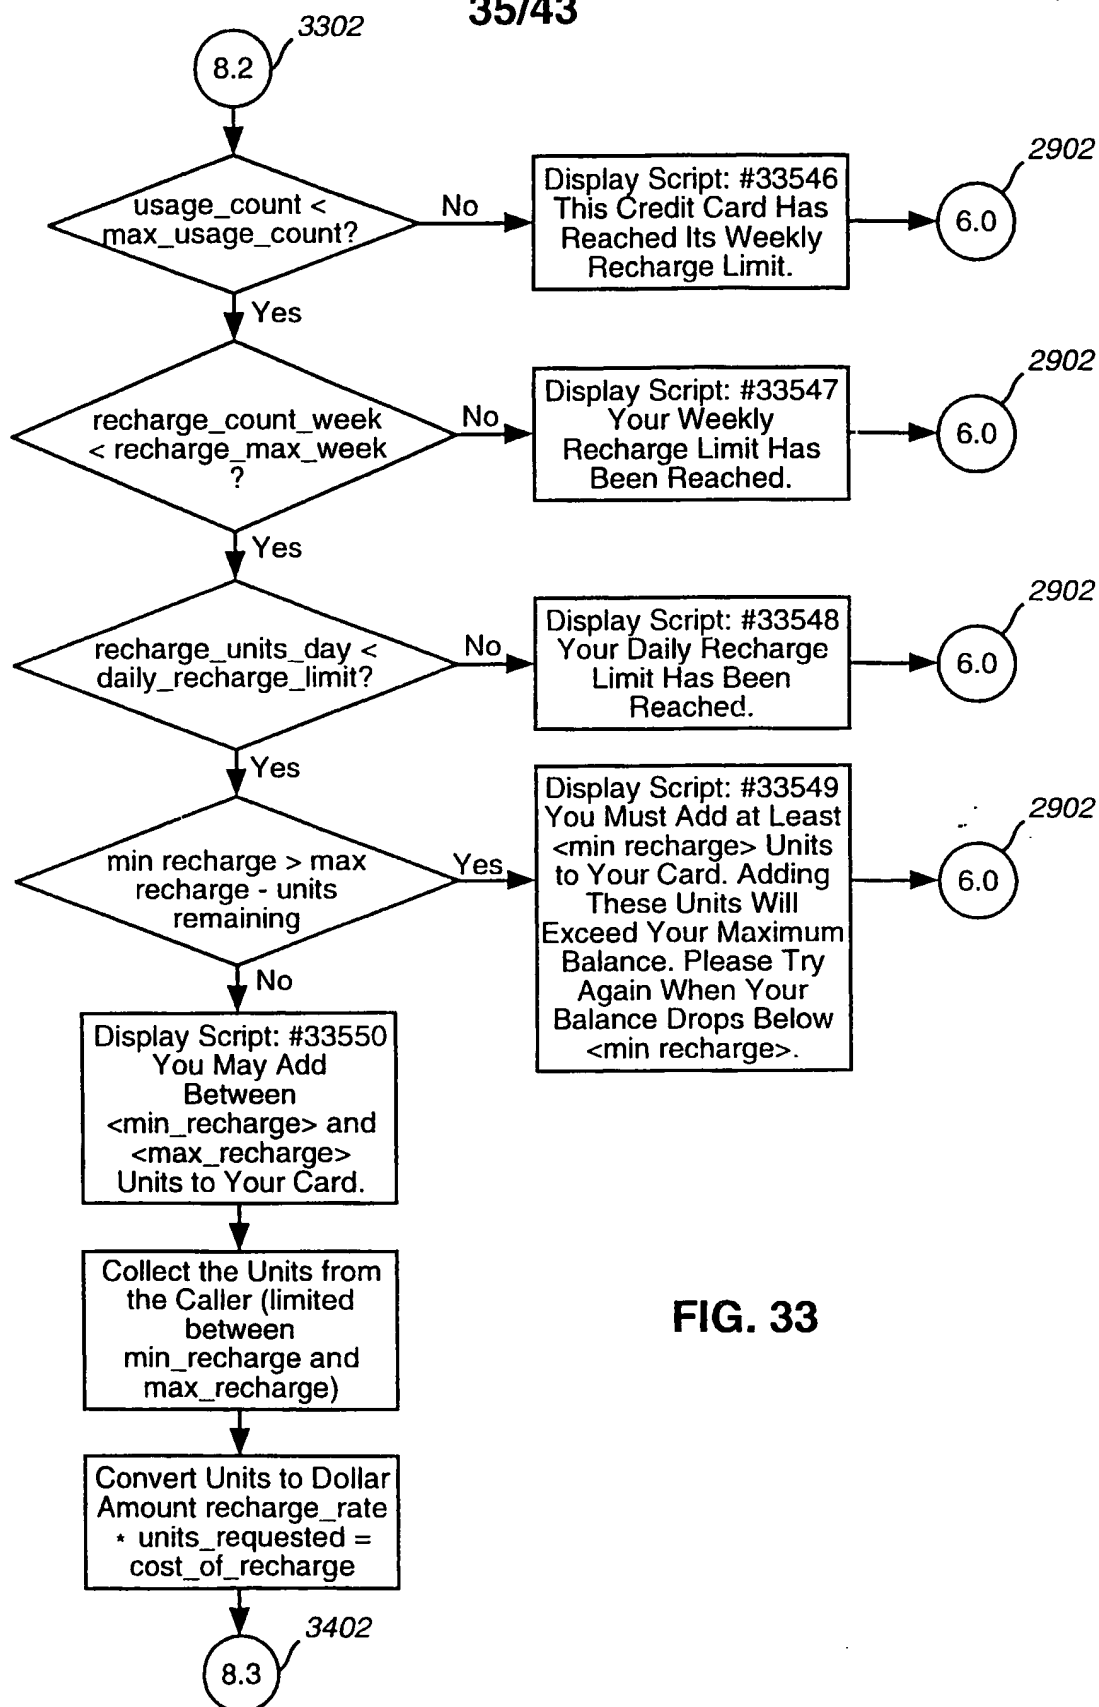 35/43
3302
8.2
usage_count <
max_usage_count?
No
Display Script: #33546
This Credit Card Has
Reached Its Weekly
Recharge Limit.
2902
6.0
Yes
recharge_count_week
< recharge_max_week
?
No
Display Script: #33547
Your Weekly
Recharge Limit Has
Been Reached.
2902
6.0
Yes
recharge_units_day <
daily_recharge_limit?
No
Display Script: #33548
Your Daily Recharge
Limit Has Been
Reached.
2902
6.0
Yes
min recharge > max
recharge - units
remaining
Yes
Display Script: #33549
You Must Add at Least
<min recharge> Units
to Your Card. Adding
These Units Will
Exceed Your Maximum
Balance. Please Try
Again When Your
Balance Drops Below
<min recharge>.
2902
6.0
No
Display Script: #33550
You May Add
Between
<min_recharge> and
<max_recharge>
Units to Your Card.
Collect the Units from
the Caller (limited
between
min_recharge and
max_recharge)
FIG. 33
Convert Units to Dollar
Amount recharge_rate
* units_requested =
cost_of_recharge
3402
8.3